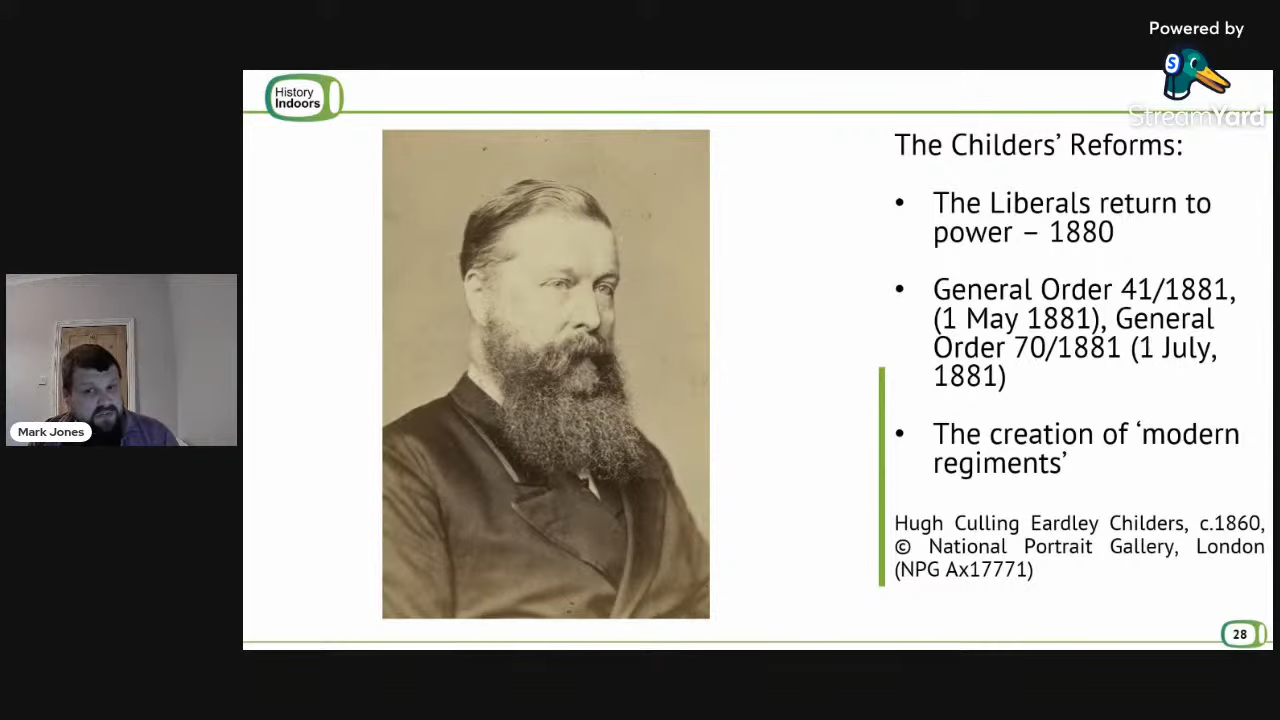 Powered by
StreamYard
History
Indoors
The Childers’ Reforms:
• The Liberals return to
power – 1880
• General Order 41/1881,
(1 May 1881), General
Order 70/1881 (1 July,
1881)
• The creation of ‘modern
regiments’
Hugh Culling Eardley Childers, c.1860,
© National Portrait Gallery, London
(NPG Ax17771)
Mark Jones
28